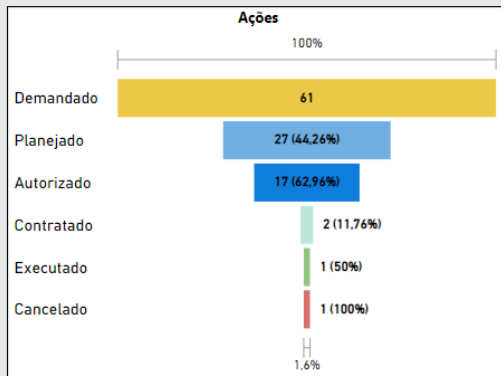 Ações
100%
Demandado 61
Planejado 27 (44,26%)
Autorizado 17 (62,96%)
Contratado 2 (11,76%)
Executado 1 (50%)
Cancelado 1 (100%)
1,6%